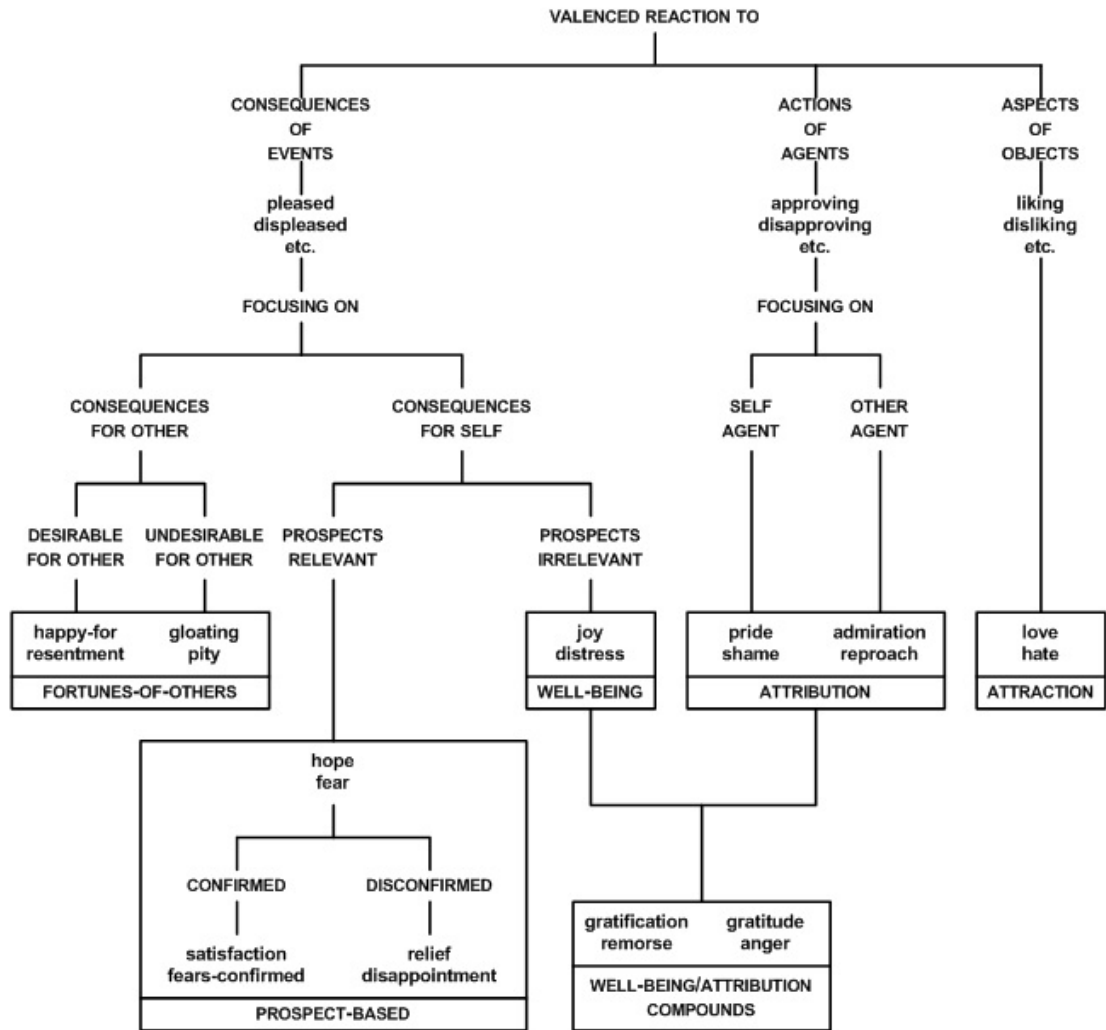 VALENCED REACTION TO
CONSEQUENCES
OF
EVENTS
pleased
displeased
etc.
FOCUSING ON
ACTIONS
OF
AGENTS
approving
disapproving
etc.
FOCUSING ON
ASPECTS
OF
OBJECTS
liking
disliking
etc.
CONSEQUENCES
FOR OTHER
CONSEQUENCES
FOR SELF
SELF
AGENT
OTHER
AGENT
DESIRABLE
FOR OTHER
UNDESIRABLE
FOR OTHER
PROSPECTS
RELEVANT
PROSPECTS
IRRELEVANT
happy-for
resentment
gloating
pity
FORTUNES-OF-OTHERS
joy
distress
WELL-BEING
pride
shame
admiration
reproach
ATTRIBUTION
love
hate
ATTRACTION
hope
fear
CONFIRMED
DISCONFIRMED
satisfaction
fears-confirmed
relief
disappointment
PROSPECT-BASED
gratification
remorse
gratitude
anger
WELL-BEING/ATTRIBUTION
COMPOUNDS